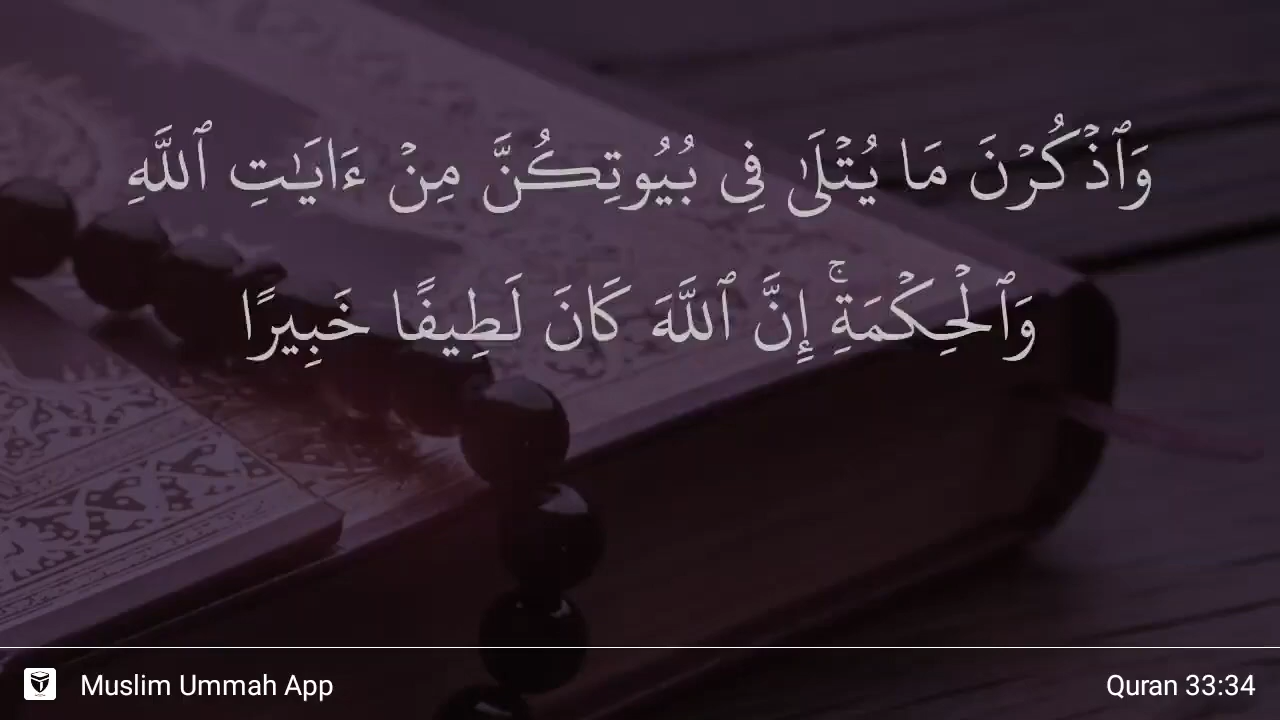 وَٱذْكُرْنَ مَا يُتْلَىٰ فِى بُيُوتِكُنَّ مِنْ ءَايَـٰتِ ٱللَّهِ
وَٱلْحِكْمَةِ ۚ إِنَّ ٱللَّهَ كَانَ لَطِيفًا خَبِيرًا
Muslim Ummah App
Quran 33:34